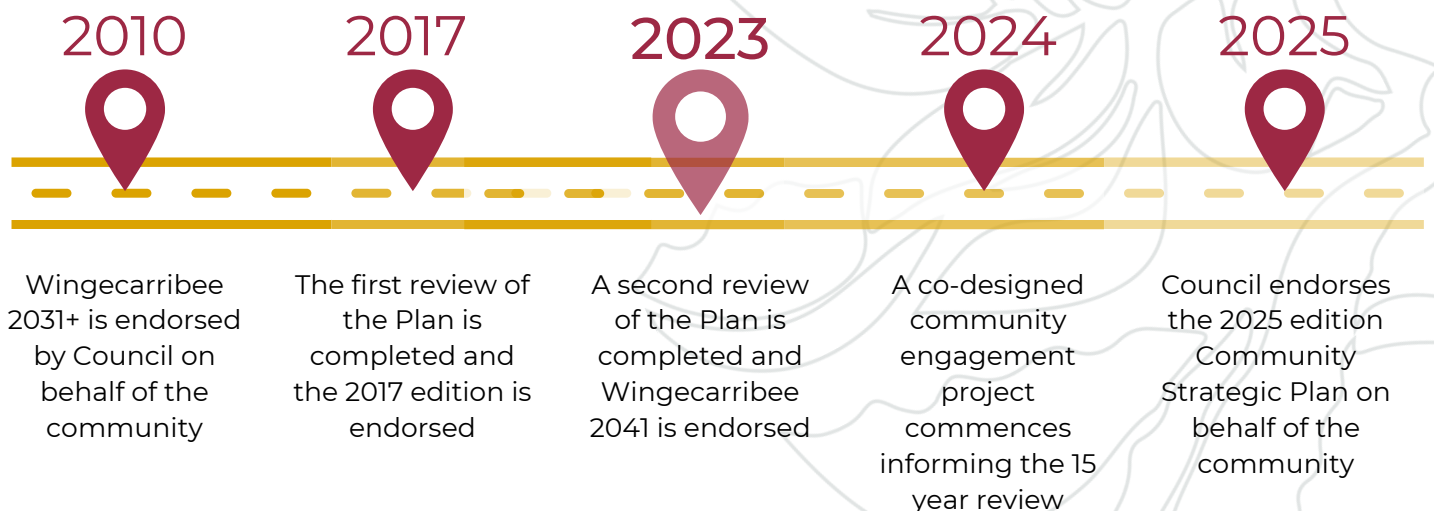 2010
Wingecarribee
2031+ is endorsed
by Council on
behalf of the
community
2017
The first review of
the Plan is
completed and
the 2017 edition is
endorsed
2023
A second review
of the Plan is
completed and
Wingecarribee
2041 is endorsed
2024
A co-designed
community
engagement
project
commences
informing the 15
year review
2025
Council endorses
the 2025 edition
Community
Strategic Plan on
behalf of the
community